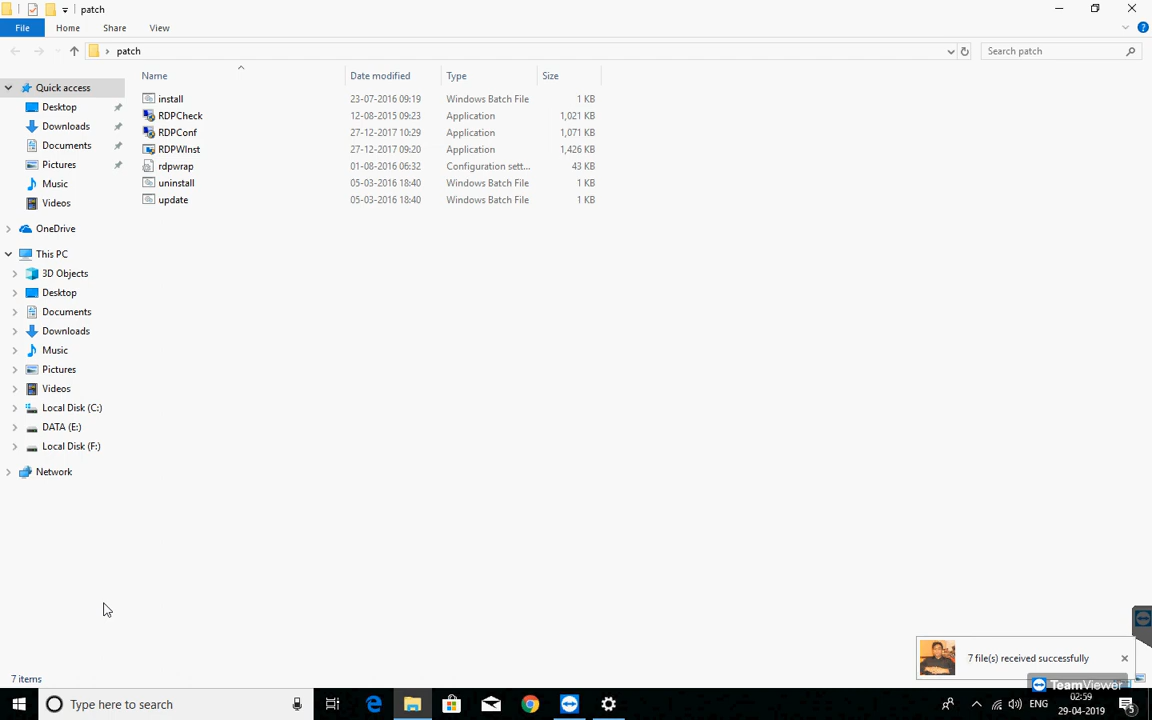 patch
File Home Share View
patch
Search patch
Name Date modified Type Size
install 23-07-2016 09:19 Windows Batch File 1 KB
RDPCheck 12-08-2015 09:23 Application 1,021 KB
RDPConf 27-12-2017 10:29 Application 1,071 KB
RDPWInst 27-12-2017 09:20 Application 1,426 KB
rdpwrap 01-08-2016 06:32 Configuration sett... 43 KB
uninstall 05-03-2016 18:40 Windows Batch File 1 KB
update 05-03-2016 18:40 Windows Batch File 1 KB
Quick access
Desktop
Downloads
Documents
Pictures
Music
Videos
OneDrive
This PC
3D Objects
Desktop
Documents
Downloads
Music
Pictures
Videos
Local Disk (C:)
DATA (E:)
Local Disk (F:)
Network
7 file(s) received successfully
7 items
TeamViewer
Type here to search
ENG
02:59
29-04-2019
5